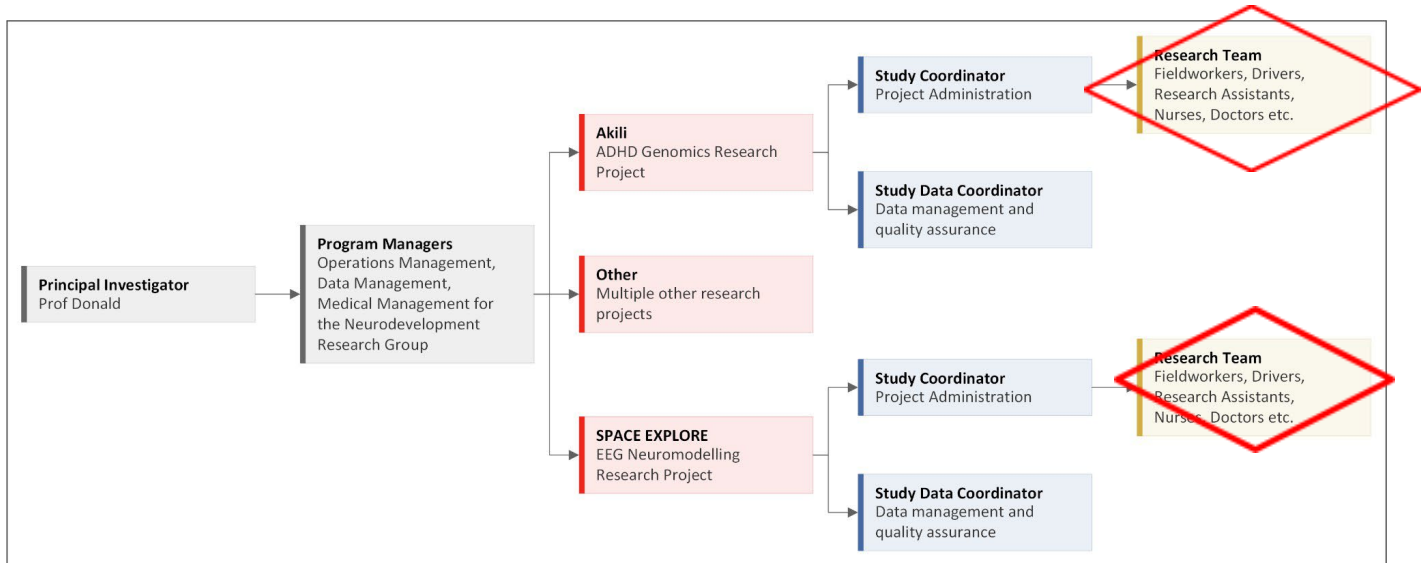 Principal Investigator
Prof Donald
Program Managers
Operations Management,
Data Management,
Medical Management for
the Neurodevelopment
Research Group
Akili
ADHD Genomics Research
Project
Other
Multiple other research
projects
SPACE EXPLORE
EEG Neuromodelling
Research Project
Study Coordinator
Project Administration
Study Data Coordinator
Data management and
quality assurance
Study Coordinator
Project Administration
Study Data Coordinator
Data management and
quality assurance
Research Team
Fieldworkers, Drivers,
Research Assistants,
Nurses, Doctors etc.
Research Team
Fieldworkers, Drivers,
Research Assistants,
Nurses, Doctors etc.